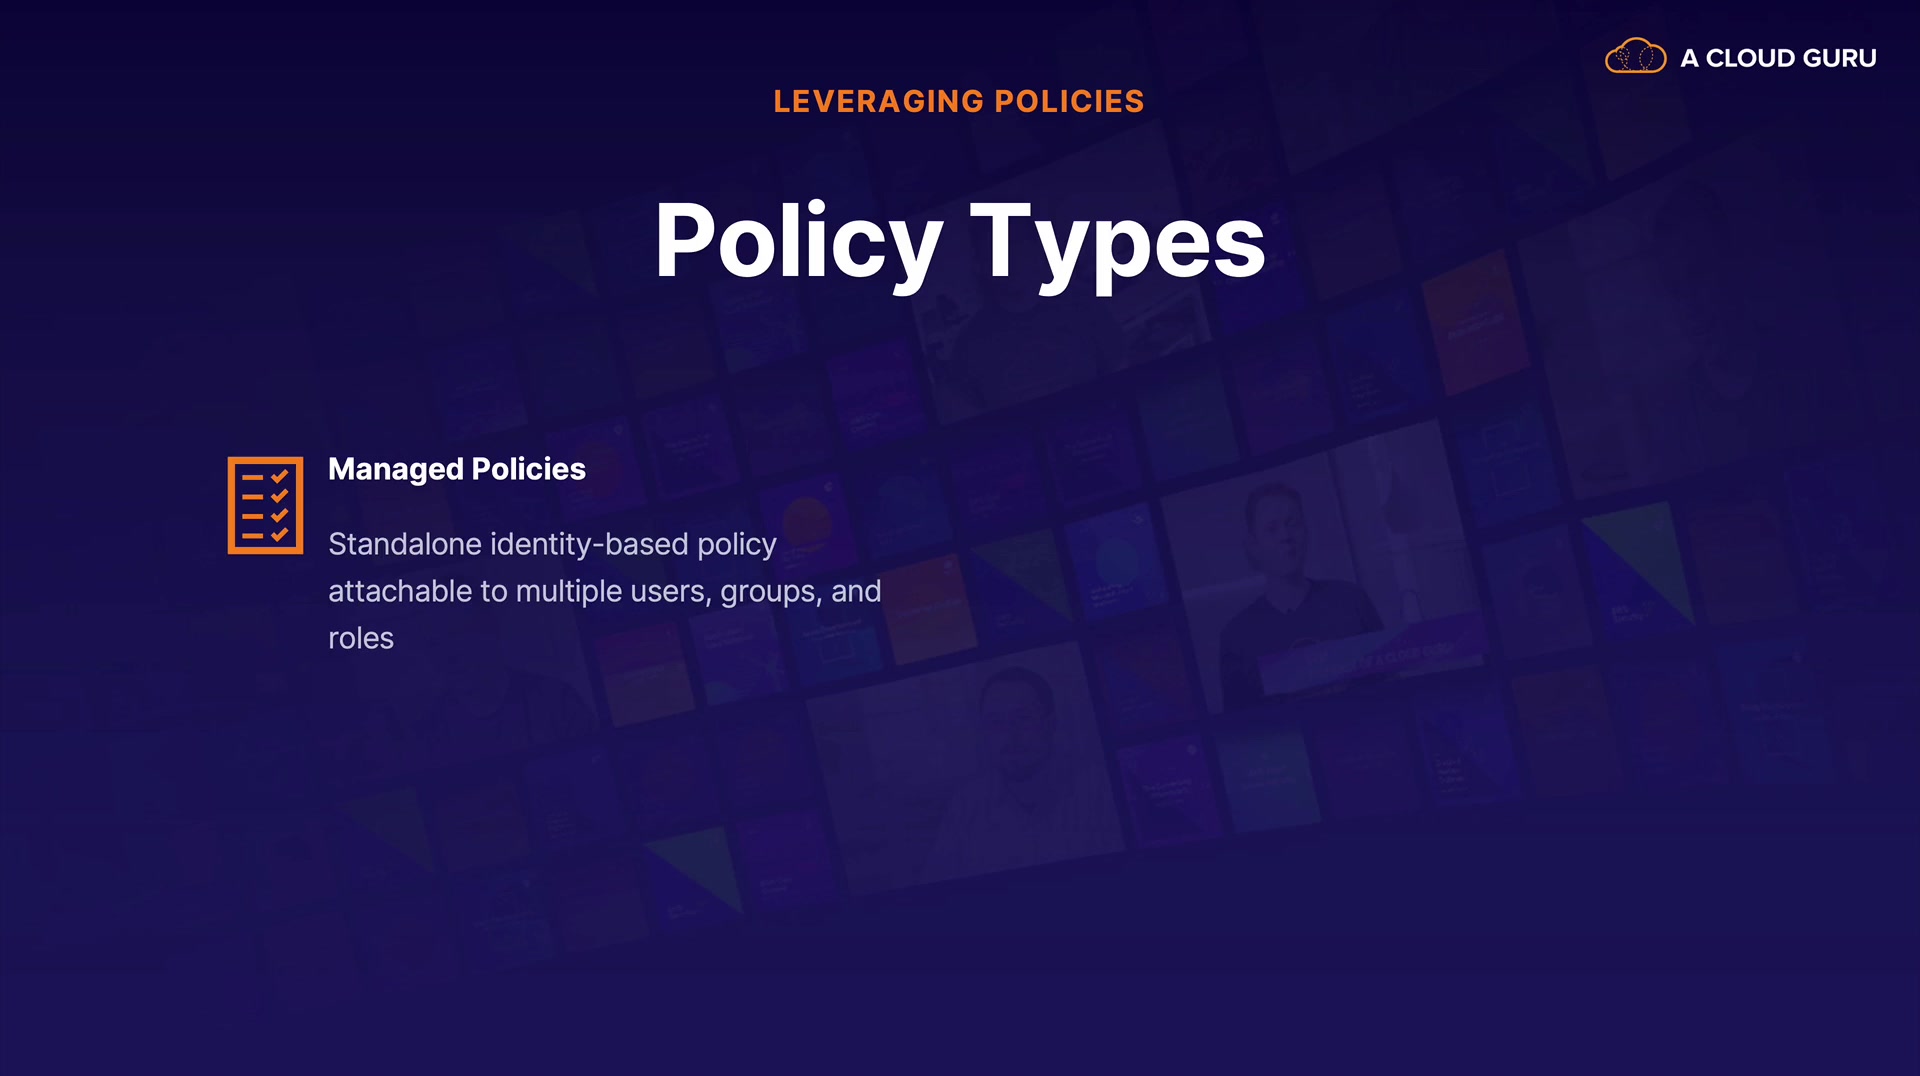 A CLOUD GURU
LEVERAGING POLICIES
Policy Types
Managed Policies
Standalone identity-based policy
attachable to multiple users, groups, and
roles